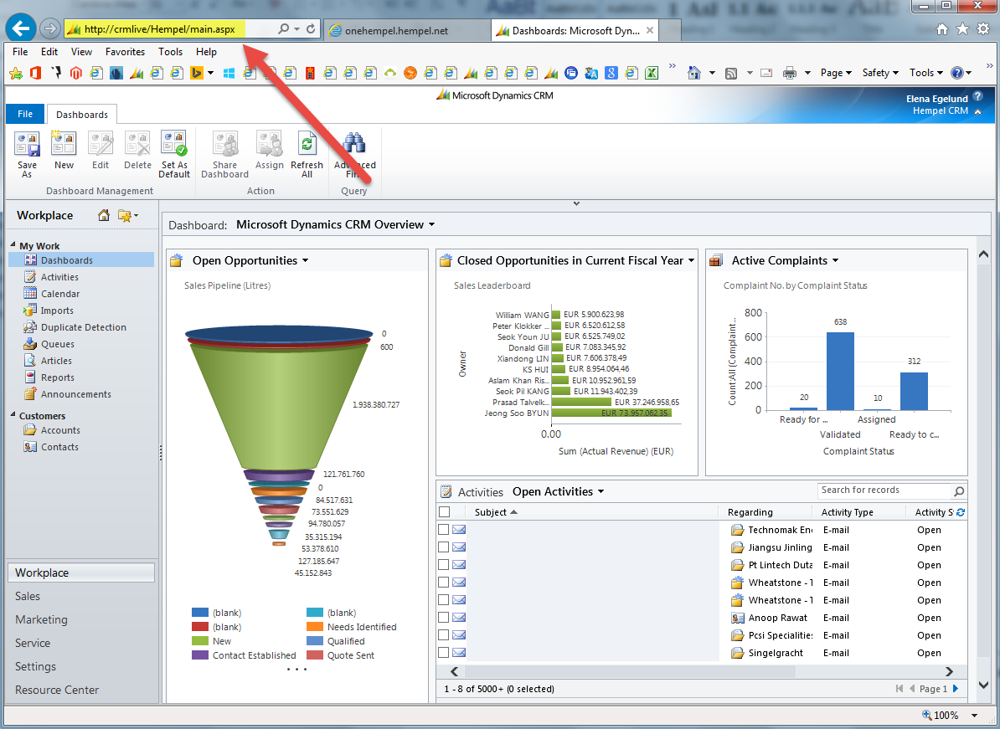 http://crmlive/Hempel/main.aspx
onehempel.hempel.net
Dashboards: Microsoft Dyn...
File Edit View Favorites Tools Help
Page Safety Tools
Microsoft Dynamics CRM
Elena Egelund
Hempel CRM
File Dashboards
Save As
New
Edit
Delete
Set As Default
Share Dashboard
Assign
Refresh All
Advanced
Dashboard Management
Action
Query
Workplace
My Work
Dashboards
Activities
Calendar
Imports
Duplicate Detection
Queues
Articles
Reports
Announcements
Customers
Accounts
Contacts
Workplace
Sales
Marketing
Service
Settings
Resource Center
Dashboard: Microsoft Dynamics CRM Overview
Open Opportunities
Sales Pipeline (Litres)
0
600
1.938.380.727
121.761.760
0
84.517.631
73.551.629
94.780.057
35.315.194
53.378.610
127.185.647
45.152.843
(blank) (blank)
(blank) Needs Identified
New Qualified
Contact Established Quote Sent
...
Closed Opportunities in Current Fiscal Year
Sales Leaderboard
Owner
William WANG EUR 5.900.623,98
Peter Klokker ... EUR 6.520.612,58
Seok Youn JU EUR 6.525.749,02
Donald Gill EUR 7.083.345,92
Xiandong LIN EUR 7.606.378,49
KS HUI EUR 8.954.064,46
Aslam Khan Ris... EUR 10.952.961,59
Seok Pil KANG EUR 11.943.402,39
Prasad Talvelk... EUR 37.246.958,65
Jeong Soo BYUN EUR 73.957.062,35
0.00
Sum (Actual Revenue) (EUR)
Active Complaints
Complaint No. by Complaint Status
Count:All (Complaint...
800
600
400
200
0
20
638
10
312
Ready for ...
Validated
Assigned
Ready to c...
Complaint Status
Activities Open Activities
Search for records
Subject Regarding Activity Type Activity S
Technomak En E-mail Open
Jiangsu Jinling E-mail Open
Pt Lintech Duta E-mail Open
Wheatstone - T E-mail Open
Wheatstone - T E-mail Open
Anoop Rawat E-mail Open
Pcsi Specialitie E-mail Open
Singelgracht E-mail Open
1 - 8 of 5000+ (0 selected)
Page 1
100%